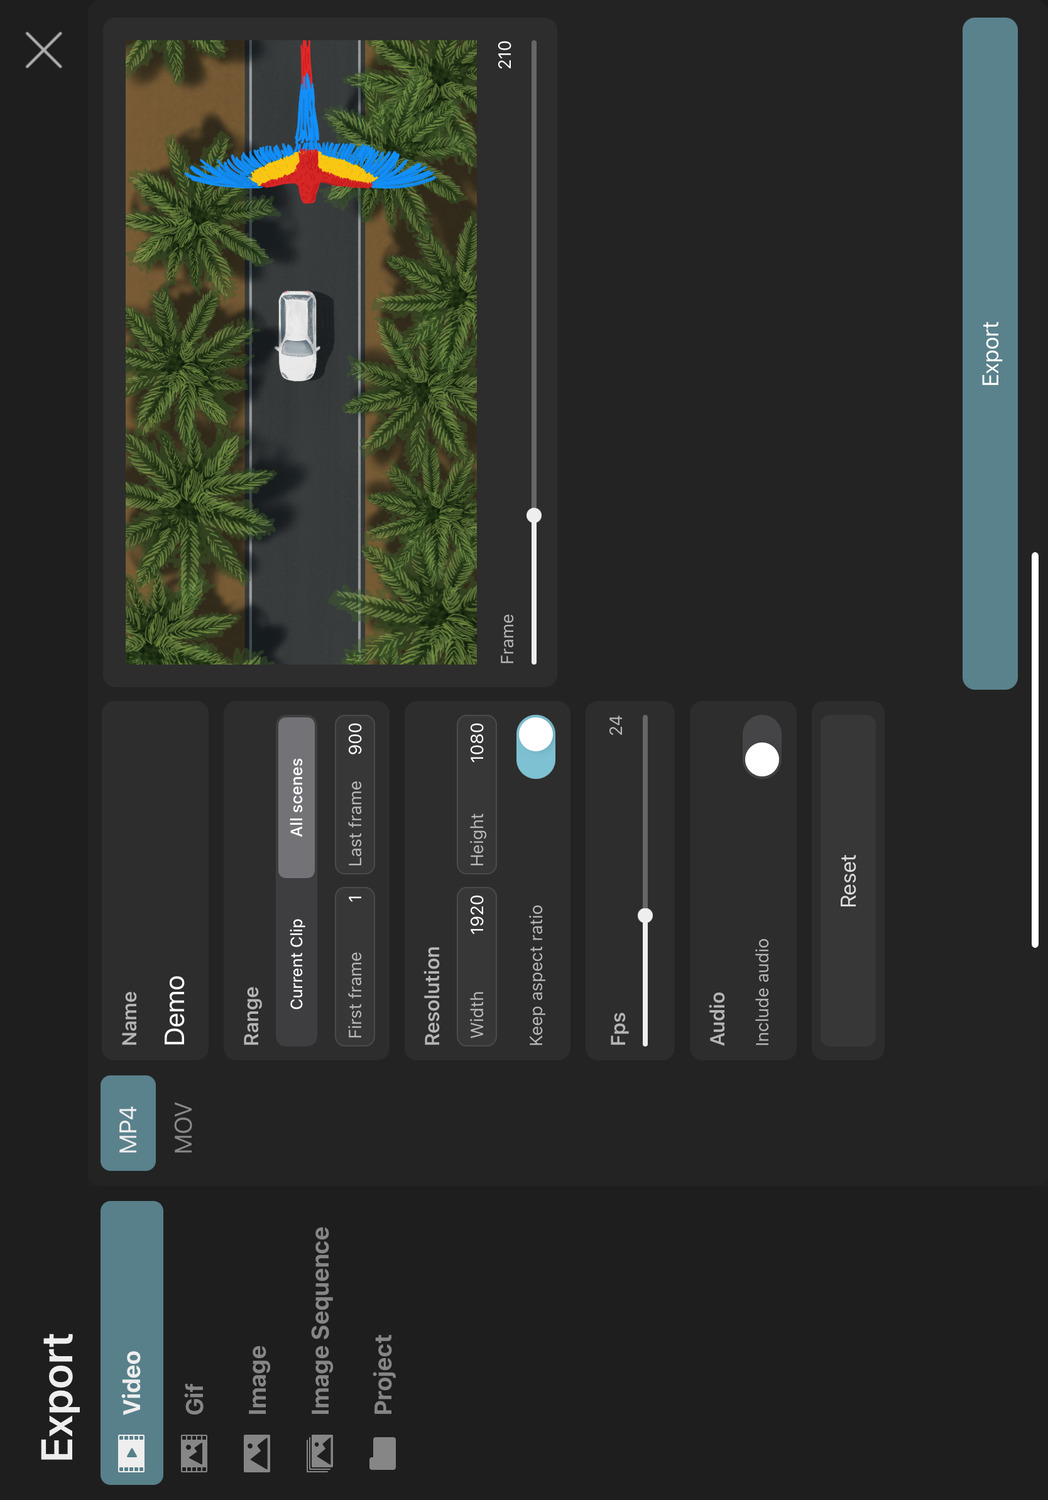 Export
Video
Gif
Image
Image Sequence
Project
MP4
MOV
Name
Demo
Range
Current Clip All scenes
First frame 1 Last frame 900
Resolution
Width 1920 Height 1080
Keep aspect ratio
Fps 24
Audio
Include audio
Reset
Frame 210
Export